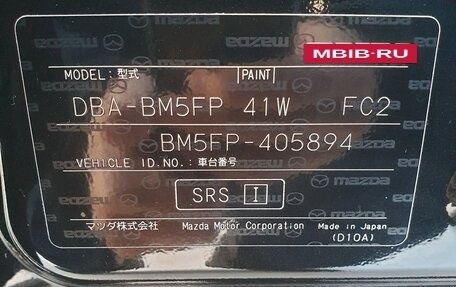 MBIB-RU
MODEL: 型式 PAINT
DBA-BM5FP 41W FC2
BM5FP-405894
VEHICLE ID.NO.: 車台番号
SRS I
マツダ株式会社 Mazda Motor Corporation Made in Japan
(D10A)